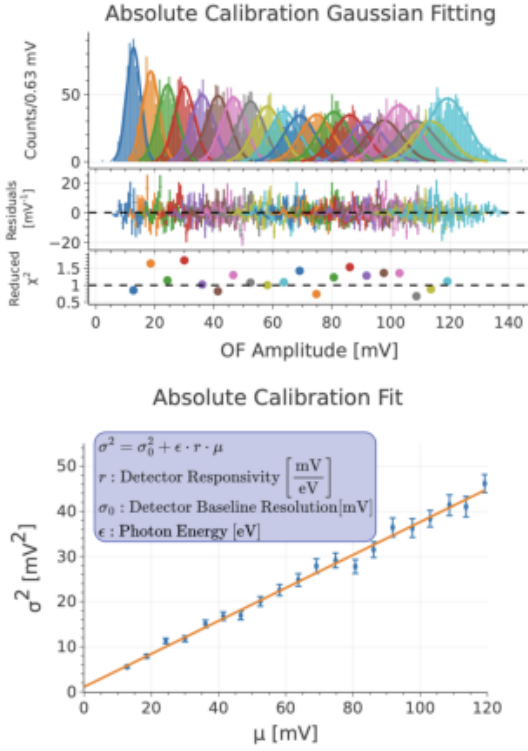 Absolute Calibration Gaussian Fitting
Counts/0.63 mV
50
0
Residuals
[mV⁻¹]
20
0
−20
Reduced
χ²
1.5
1
0.5
0 20 40 60 80 100 120 140
OF Amplitude [mV]
Absolute Calibration Fit
σ² = σ₀² + ϵ · r · μ
r : Detector Responsivity [mV/eV]
σ₀ : Detector Baseline Resolution[mV]
ϵ : Photon Energy [eV]
σ² [mV²]
50
40
30
20
10
0
0 20 40 60 80 100 120
μ [mV]